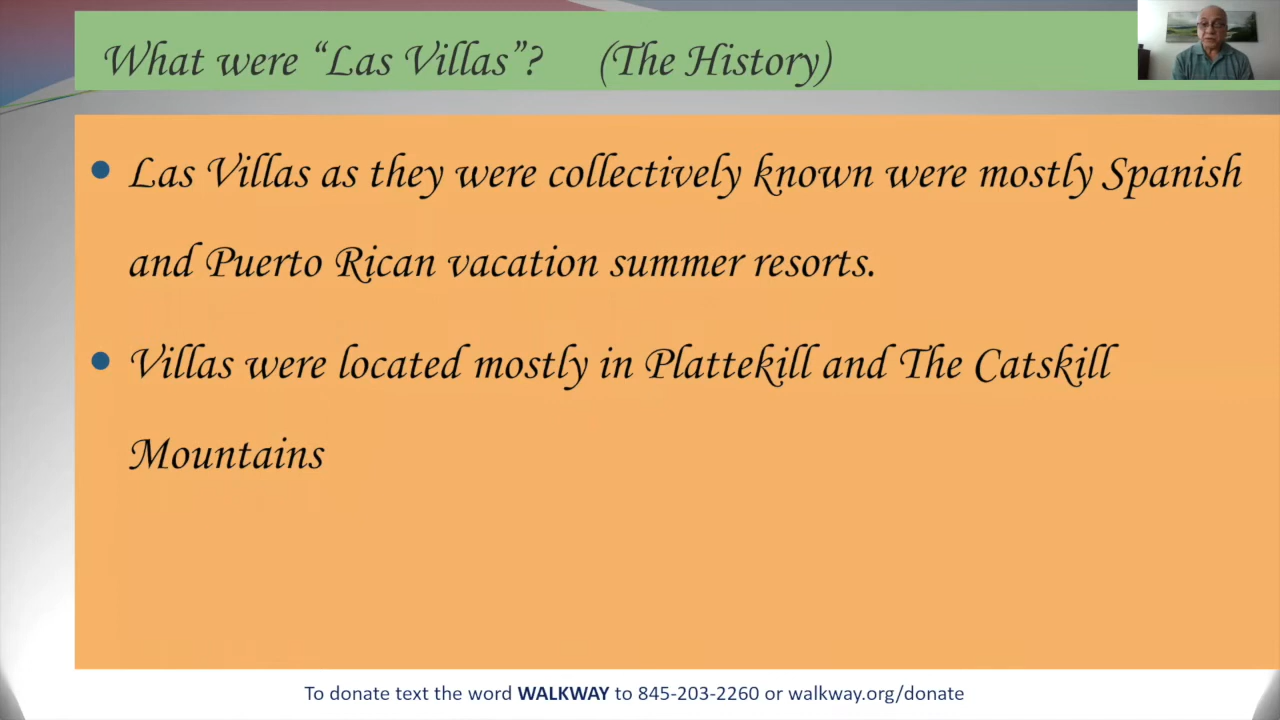 What were “Las Villas”? (The History)
Las Villas as they were collectively known were mostly Spanish
and Puerto Rican vacation summer resorts.
Villas were located mostly in Plattekill and The Catskill
Mountains
To donate text the word WALKWAY to 845-203-2260 or walkway.org/donate